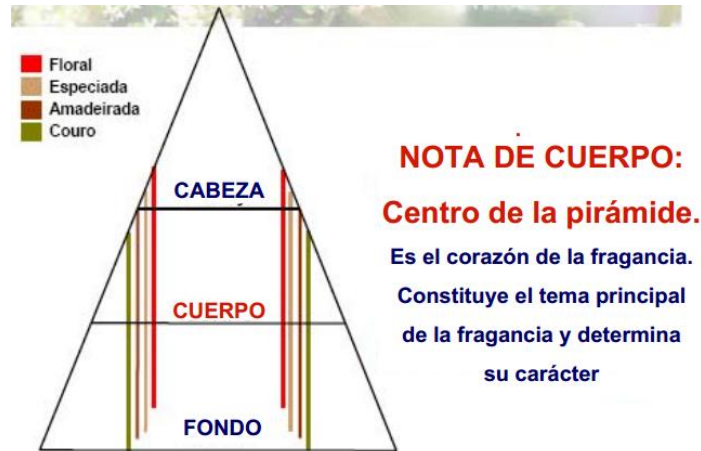 Floral
Especiada
Amadeirada
Couro
CABEZA
CUERPO
FONDO
NOTA DE CUERPO:
Centro de la pirámide.
Es el corazón de la fragancia.
Constituye el tema principal
de la fragancia y determina
su carácter